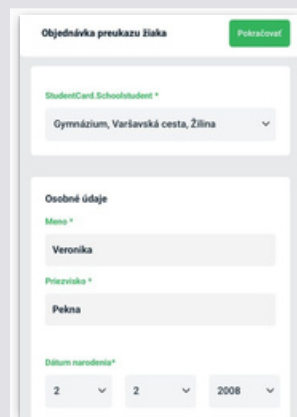 Objednávka preukazu žiaka
Pokračovať
StudentCard.Schoolstudent *
Gymnázium, Varšavská cesta, Žilina
Osobné údaje
Meno *
Veronika
Priezvisko *
Pekna
Dátum narodenia*
2 2 2008